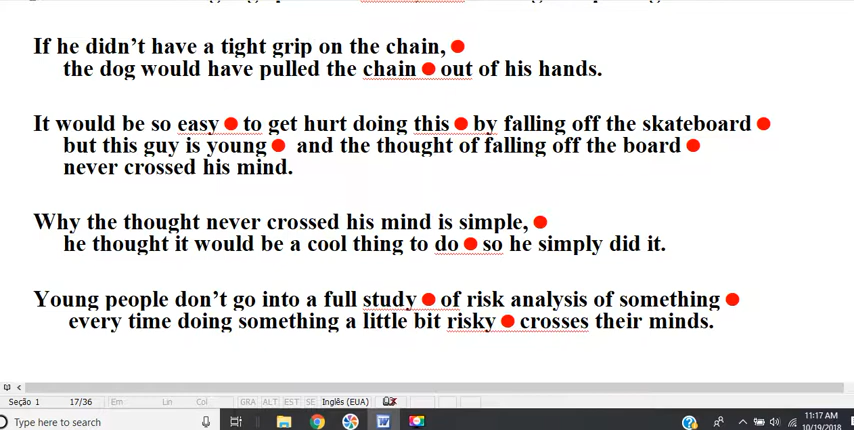 If he didn’t have a tight grip on the chain,
the dog would have pulled the chain out of his hands.
It would be so easy to get hurt doing this by falling off the skateboard
but this guy is young and the thought of falling off the board
never crossed his mind.
Why the thought never crossed his mind is simple,
he thought it would be a cool thing to do so he simply did it.
Young people don’t go into a full study of risk analysis of something
every time doing something a little bit risky crosses their minds.
Seção 1 17/36 Em Lin Col GRA ALT EST SE Inglês (EUA)
Type here to search
11:17 AM
10/19/2018